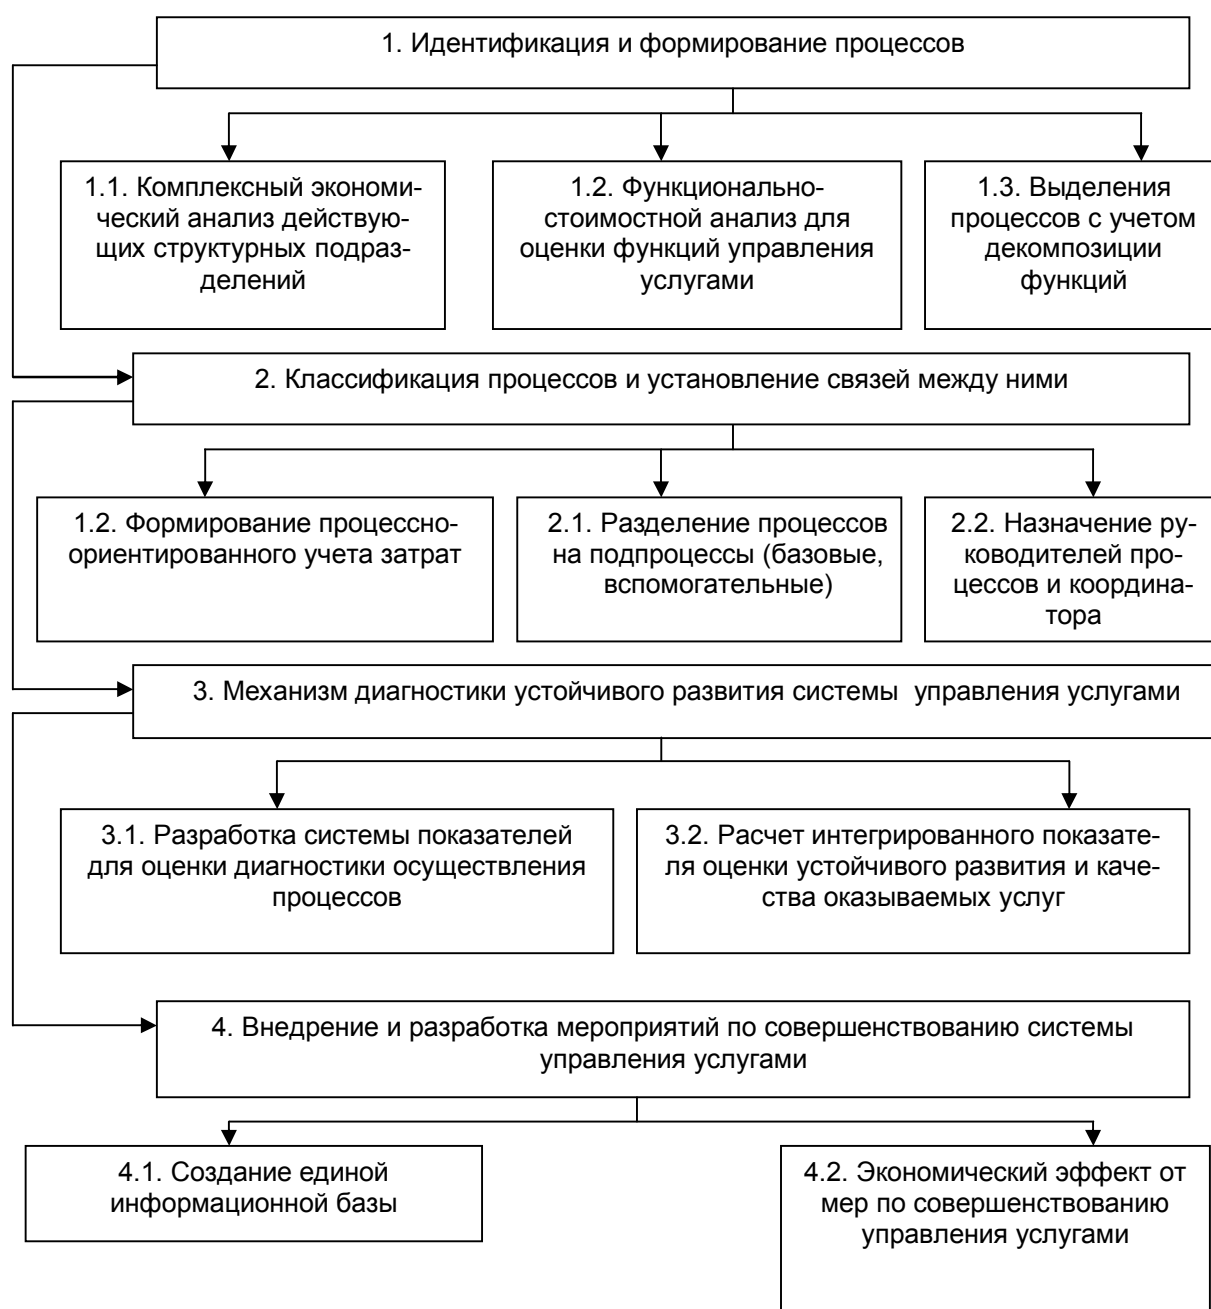 1. Идентификация и формирование процессов
1.1. Комплексный экономи-
ческий анализ действую-
щих структурных подраз-
делений
1.2. Функционально-
стоимостной анализ для
оценки функций управления
услугами
1.3. Выделения
процессов с учетом
декомпозиции
функций
2. Классификация процессов и установление связей между ними
1.2. Формирование процессно-
ориентированного учета затрат
2.1. Разделение процессов
на подпроцессы (базовые,
вспомогательные)
2.2. Назначение ру-
ководителей про-
цессов и координа-
тора
3. Механизм диагностики устойчивого развития системы  управления услугами
3.1. Разработка системы показателей
для оценки диагностики осуществления
процессов
3.2. Расчет интегрированного показате-
ля оценки устойчивого развития и каче-
ства оказываемых услуг
4. Внедрение и разработка мероприятий по совершенствованию системы
управления услугами
4.1. Создание единой
информационной базы
4.2. Экономический эффект от
мер по совершенствованию
управления услугами